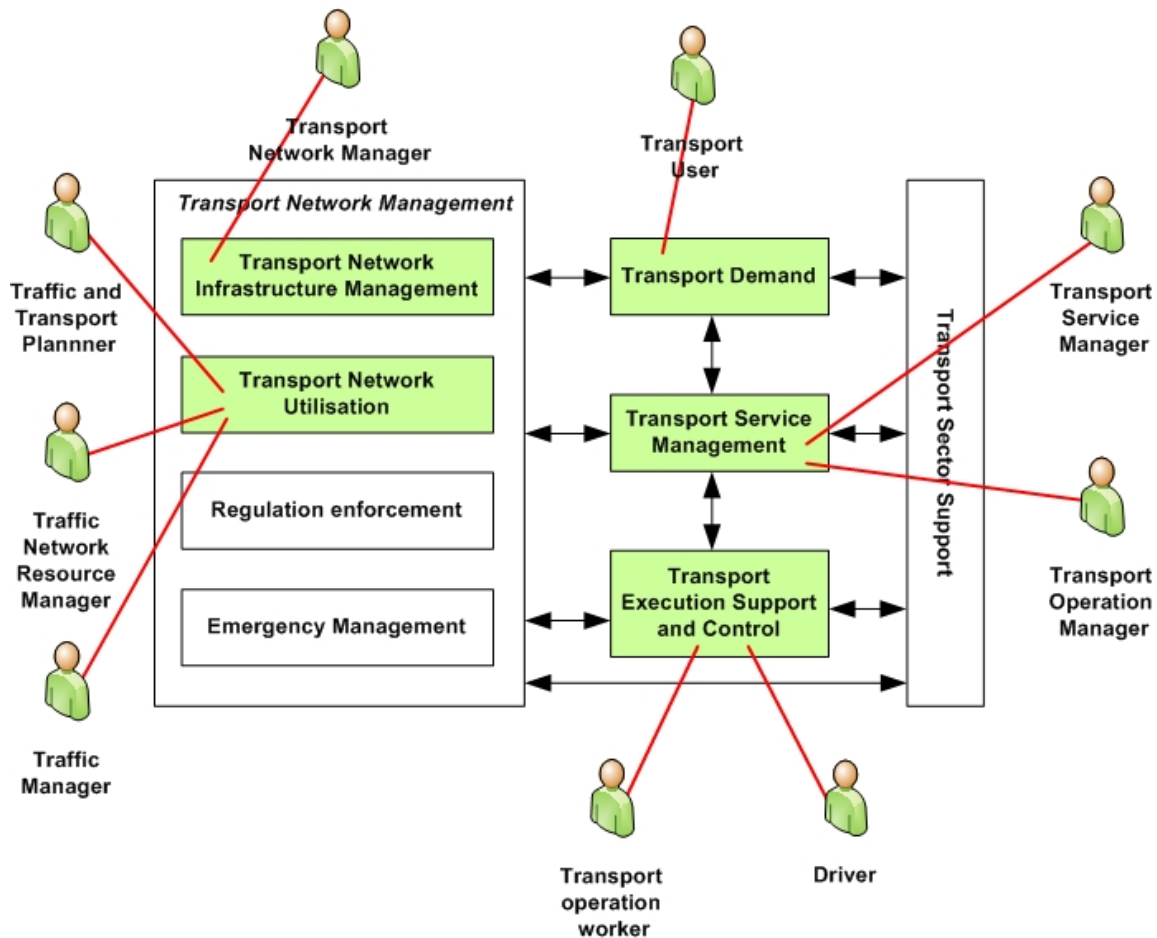 Transport
Network Manager
Transport
User
Transport Network Management
Transport Network
Infrastructure Management
Transport Demand
Traffic and
Transport
Plannner
Transport
Service
Manager
Transport Network
Utilisation
Transport Service
Management
Transport Sector Support
Regulation enforcement
Traffic
Network
Resource
Manager
Transport
Execution Support
and Control
Transport
Operation
Manager
Emergency Management
Traffic
Manager
Transport
operation
worker
Driver